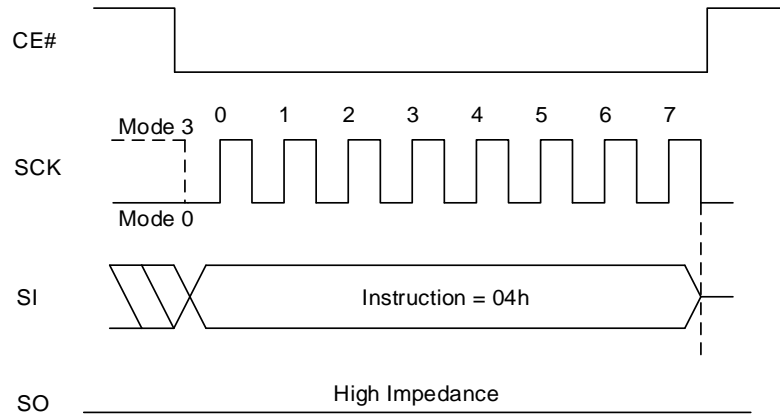 CE#
0 1 2 3 4 5 6 7
Mode 3
SCK
Mode 0
SI
Instruction = 04h
High Impedance
SO